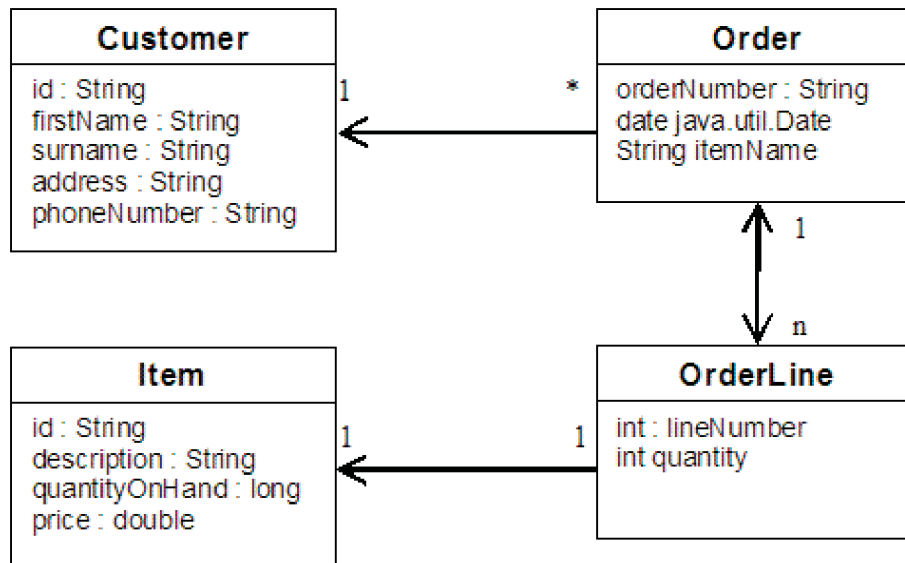 Customer
id : String
firstName : String
surname : String
address : String
phoneNumber : String
1
*
Order
orderNumber : String
date java.util.Date
String itemName
1
n
Item
id : String
description : String
quantityOnHand : long
price : double
1
1
OrderLine
int : lineNumber
int quantity